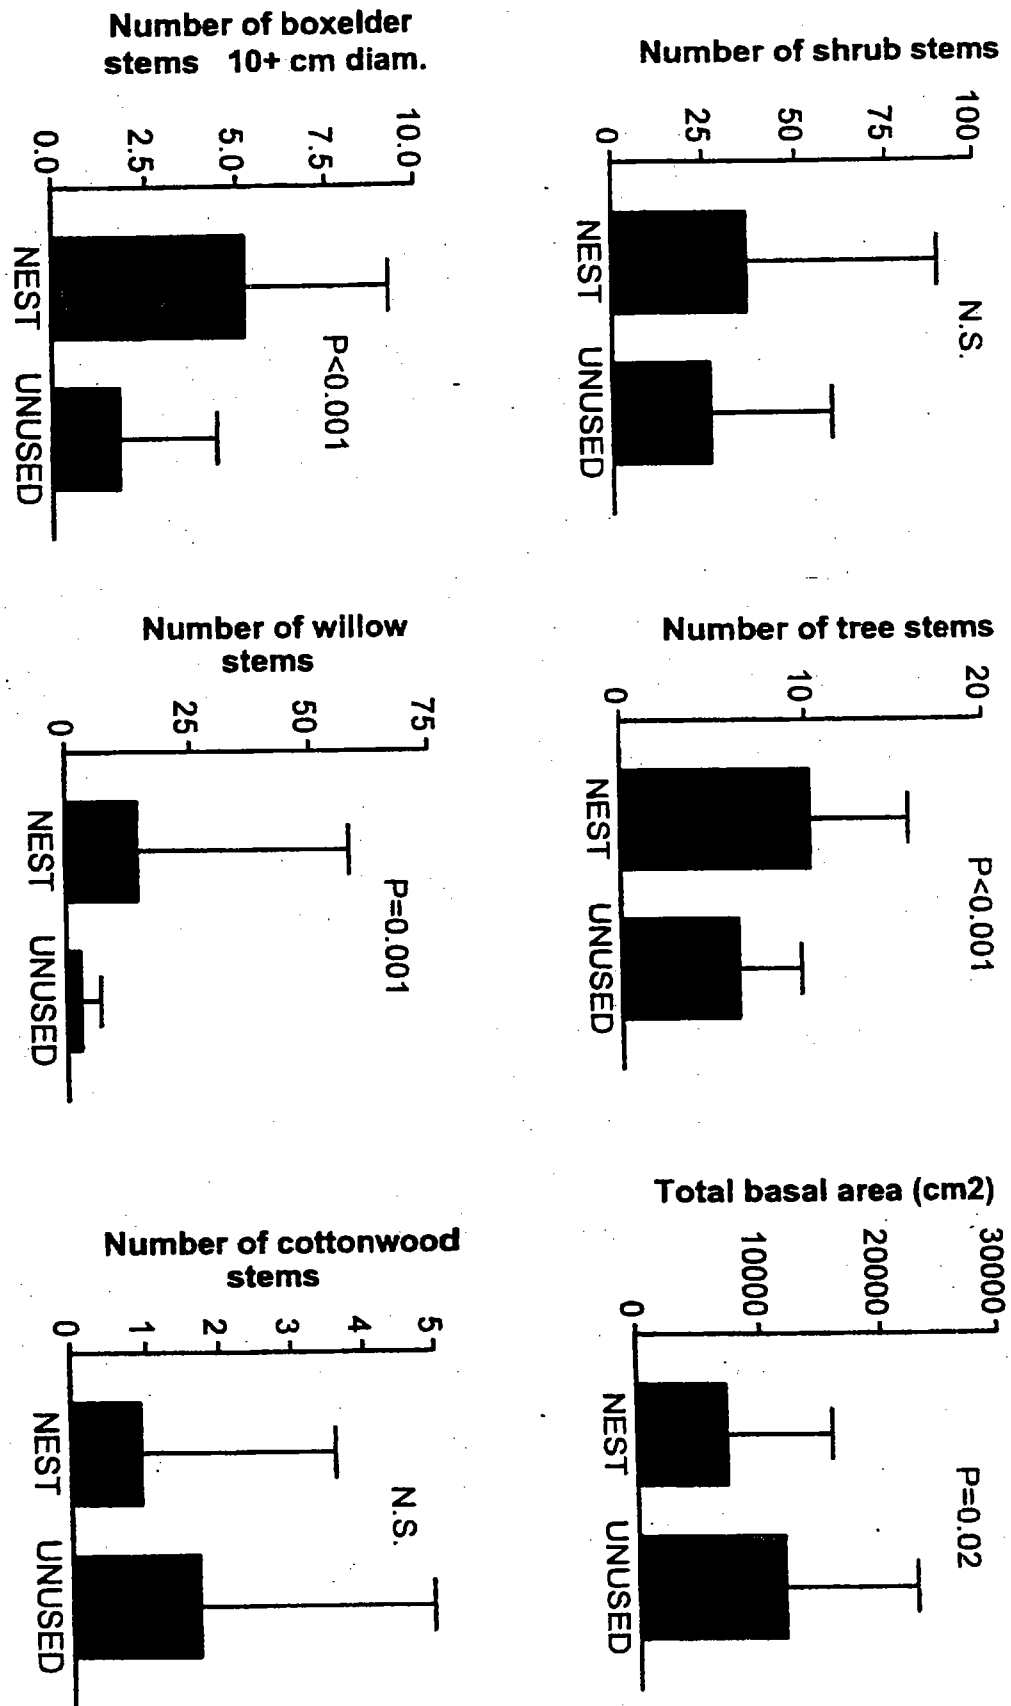 Number of shrub stems
100
75
50
25
0
N.S.
NEST
UNUSED
Number of tree stems
20
10
0
P<0.001
NEST
UNUSED
Total basal area (cm2)
30000
20000
10000
0
P=0.02
NEST
UNUSED
Number of boxelder
stems 10+ cm diam.
10.0
7.5
5.0
2.5
0.0
P<0.001
NEST
UNUSED
Number of willow
stems
75
50
25
0
P=0.001
NEST
UNUSED
Number of cottonwood
stems
5
4
3
2
1
0
N.S.
NEST
UNUSED